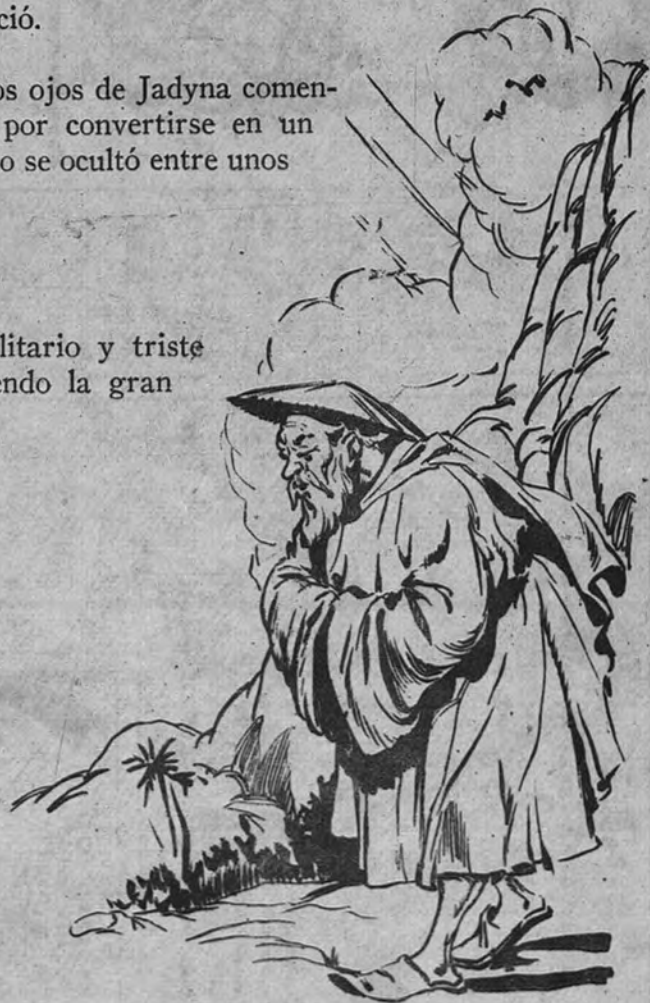 ció.
os ojos de Jadyna comen-
por convertirse en un
o se ocultó entre unos
litario y triste
endo la gran